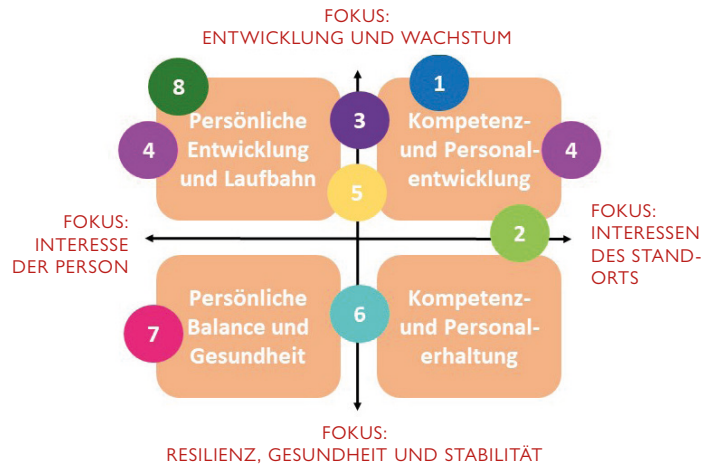 FOKUS:
ENTWICKLUNG UND WACHSTUM
8
1
Persönliche
Entwicklung
und Laufbahn
4
3
Kompetenz-
und Personal-
entwicklung
4
5
FOKUS:
INTERESSE
DER PERSON
2
FOKUS:
INTERESSEN
DES STAND-
ORTS
Persönliche
Balance und
Gesundheit
7
6
Kompetenz-
und Personal-
erhaltung
FOKUS:
RESILIENZ, GESUNDHEIT UND STABILITÄT